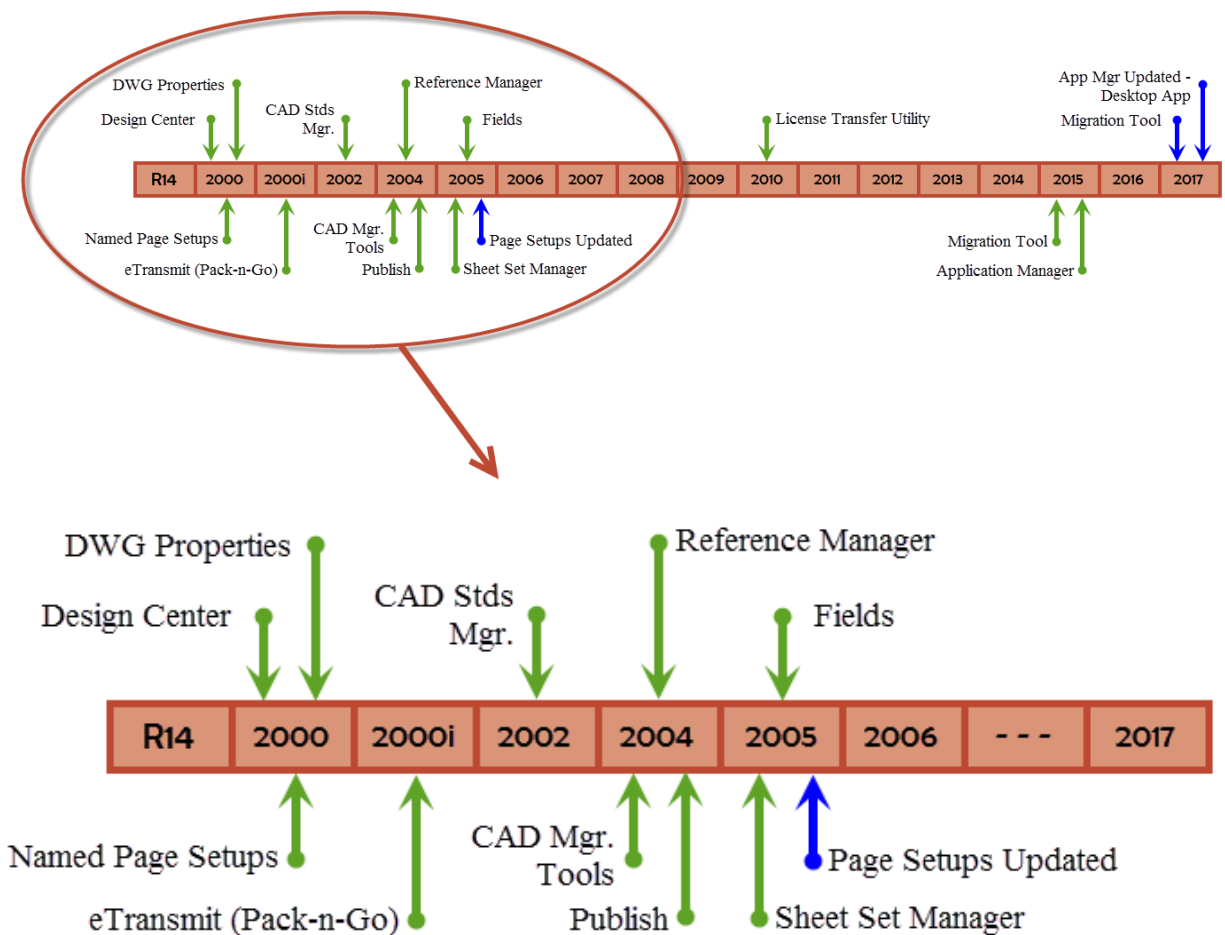 DWG Properties
Reference Manager
App Mgr Updated -
Desktop App
Design Center
CAD Stds
Mgr.
Fields
License Transfer Utility
Migration Tool
R14 2000 2000i 2002 2004 2005 2006 2007 2008 2009 2010 2011 2012 2013 2014 2015 2016 2017
Named Page Setups
CAD Mgr.
Tools
Page Setups Updated
Migration Tool
eTransmit (Pack-n-Go)
Publish
Sheet Set Manager
Application Manager
DWG Properties
Reference Manager
Design Center
CAD Stds
Mgr.
Fields
R14 2000 2000i 2002 2004 2005 2006 - - - 2017
Named Page Setups
CAD Mgr.
Tools
Page Setups Updated
eTransmit (Pack-n-Go)
Publish
Sheet Set Manager